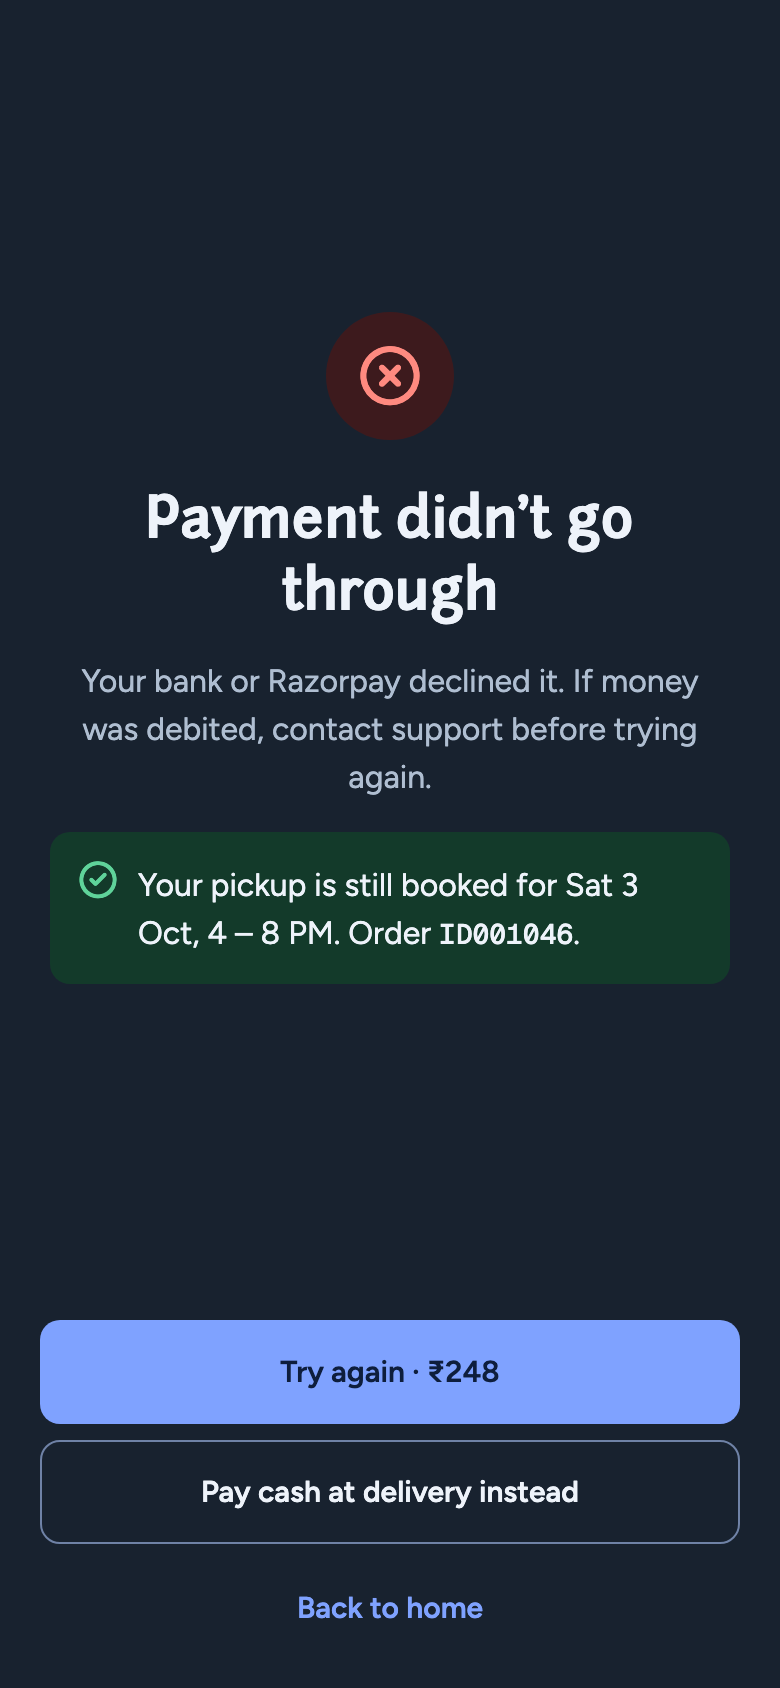 Payment didn’t go
through
Your bank or Razorpay declined it. If money
was debited, contact support before trying
again.
Your pickup is still booked for Sat 3
Oct, 4 – 8 PM. Order ID001046.
Try again · ₹248
Pay cash at delivery instead
Back to home